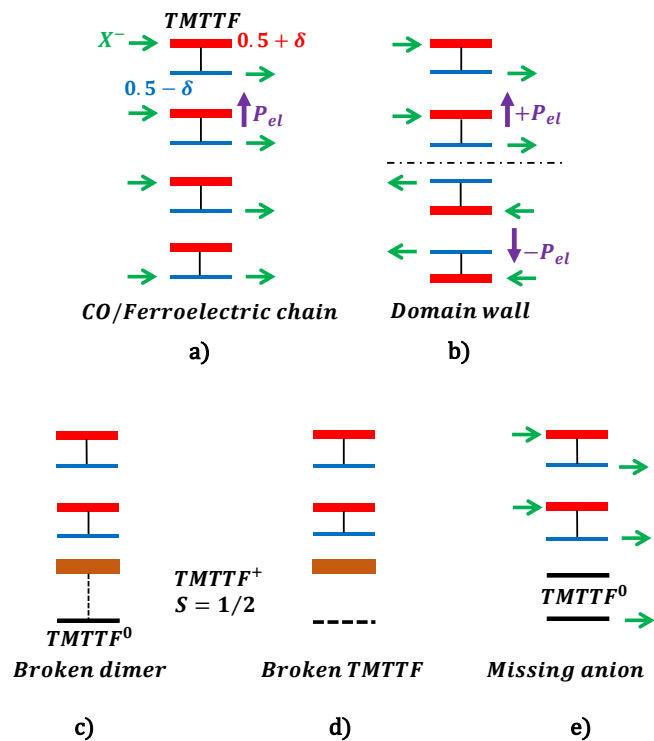 TMTTF
X⁻
0.5 + δ
0.5 − δ
P_el
CO/Ferroelectric chain
a)
+P_el
−P_el
Domain wall
b)
TMTTF⁰
Broken dimer
c)
TMTTF⁺
S = 1/2
Broken TMTTF
d)
TMTTF⁰
Missing anion
e)